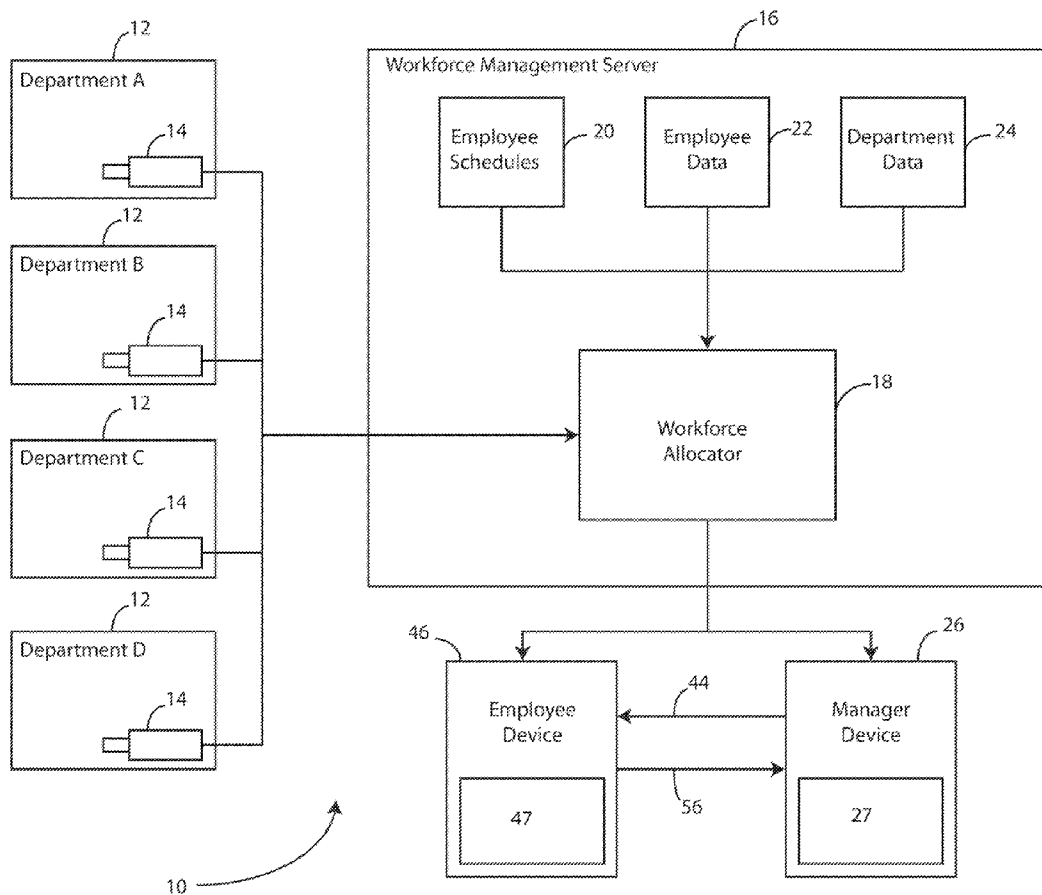 12
Department A
14
12
Department B
14
12
Department C
14
12
Department D
14
10
16
Workforce Management Server
Employee
Schedules
20
Employee
Data
22
Department
Data
24
18
Workforce
Allocator
46
Employee
Device
47
44
56
26
Manager
Device
27